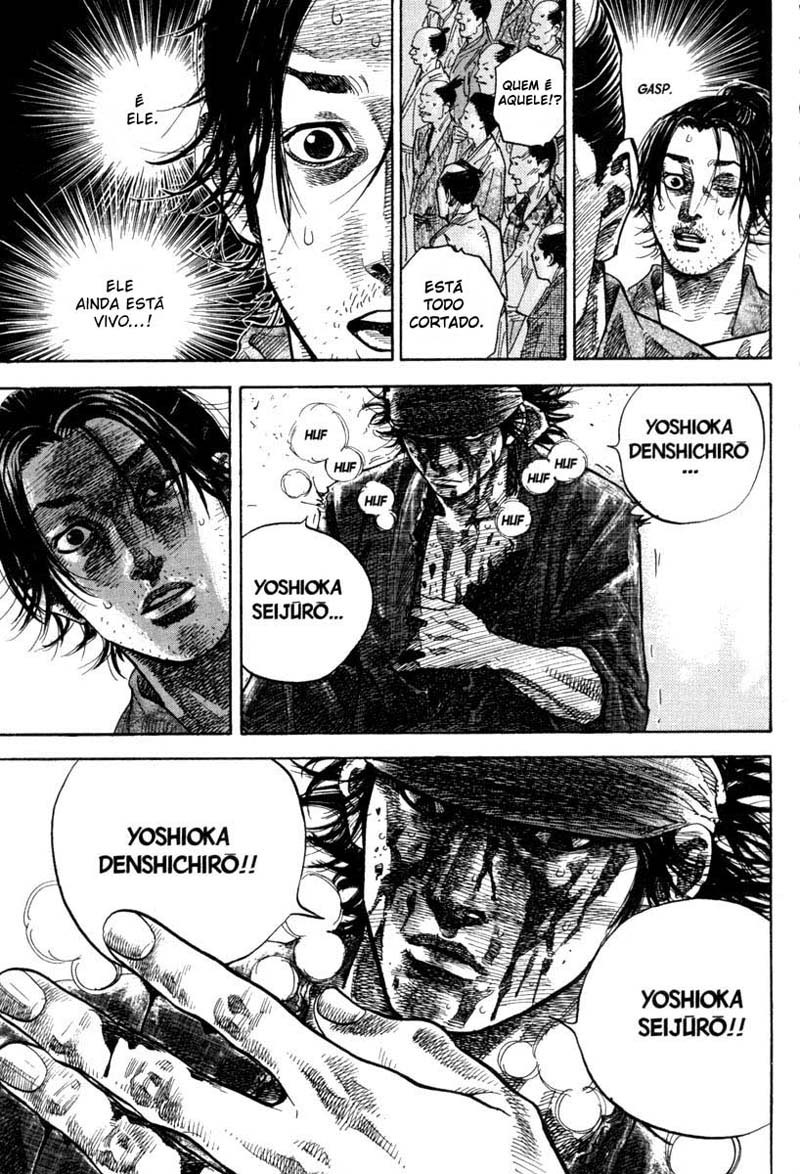 GASP.
QUEM É
AQUELE!?
ESTÁ
TODO
CORTADO.
É
ELE.
ELE
AINDA ESTÁ
VIVO...!
YOSHIOKA
DENSHICHIRŌ
...
HUF
HUF
HUF
HUF
HUF
HUF
YOSHIOKA
SEIJŪRŌ...
YOSHIOKA
SEIJŪRŌ!!
YOSHIOKA
DENSHICHIRŌ!!